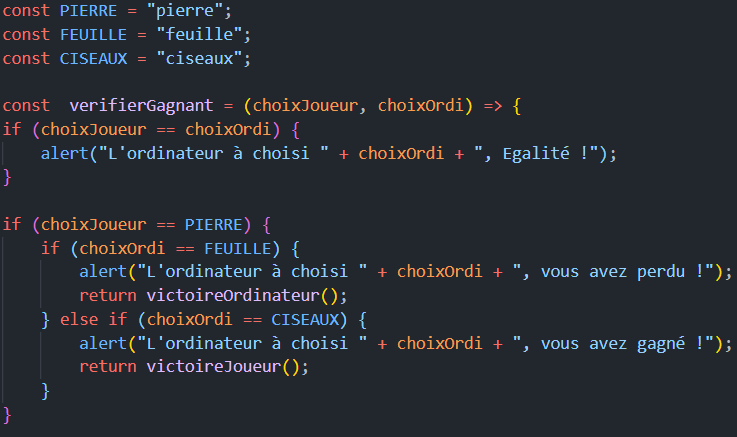 const PIERRE = "pierre";
const FEUILLE = "feuille";
const CISEAUX = "ciseaux";

const  verifierGagnant = (choixJoueur, choixOrdi) => {
if (choixJoueur == choixOrdi) {
    alert("L'ordinateur à choisi " + choixOrdi + ", Egalité !");
}

if (choixJoueur == PIERRE) {
    if (choixOrdi == FEUILLE) {
        alert("L'ordinateur à choisi " + choixOrdi + ", vous avez perdu !");
        return victoireOrdinateur();
    } else if (choixOrdi == CISEAUX) {
        alert("L'ordinateur à choisi " + choixOrdi + ", vous avez gagné !");
        return victoireJoueur();
    }
}